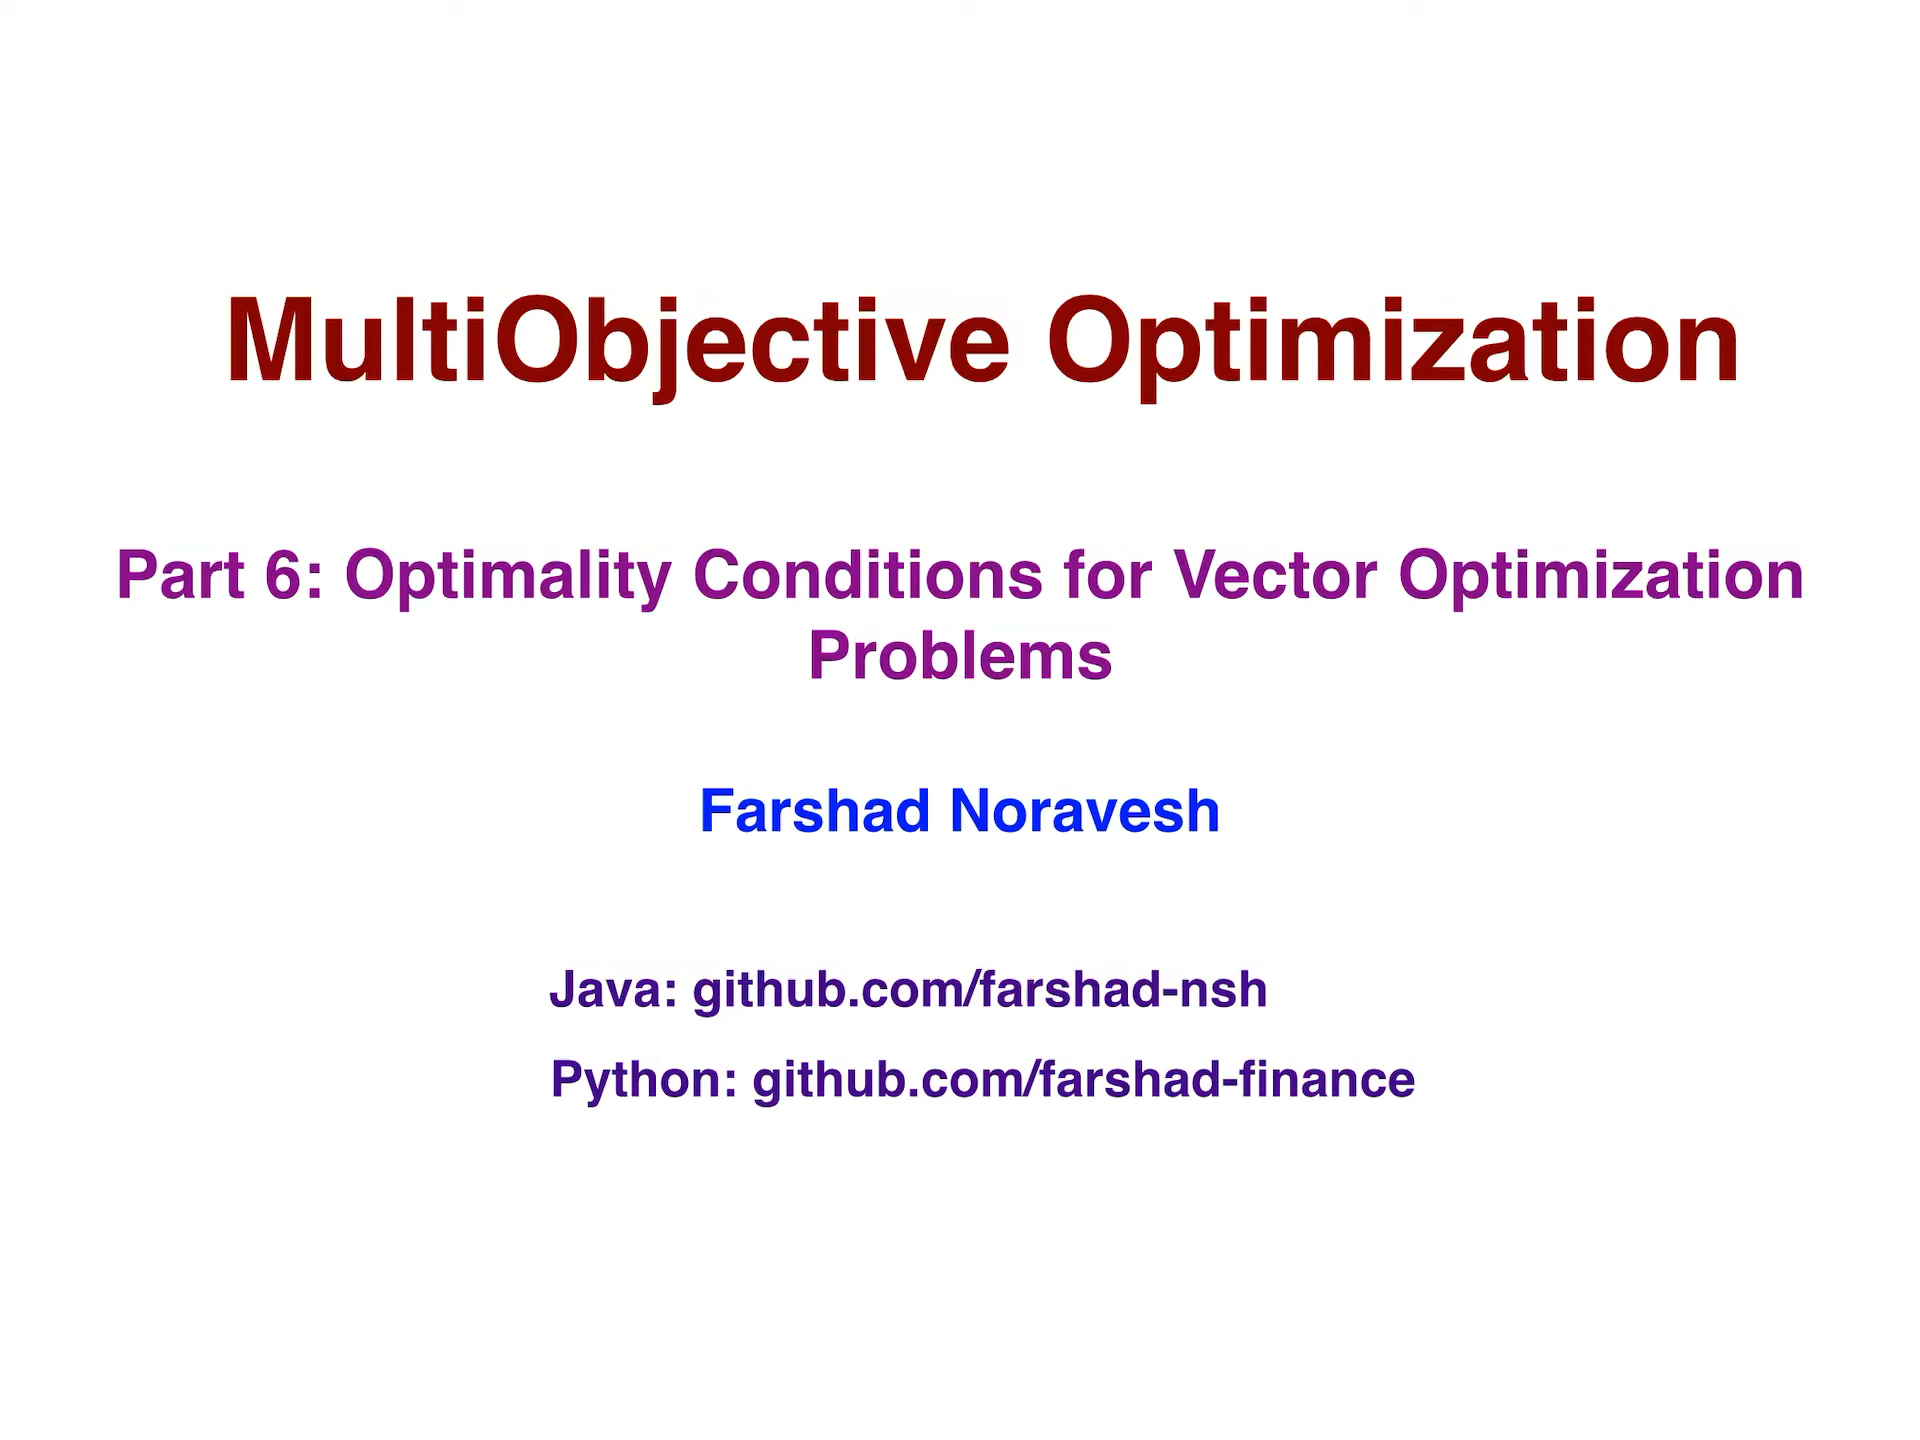 MultiObjective Optimization
Part 6: Optimality Conditions for Vector Optimization
Problems
Farshad Noravesh
Java: github.com/farshad-nsh
Python: github.com/farshad-finance